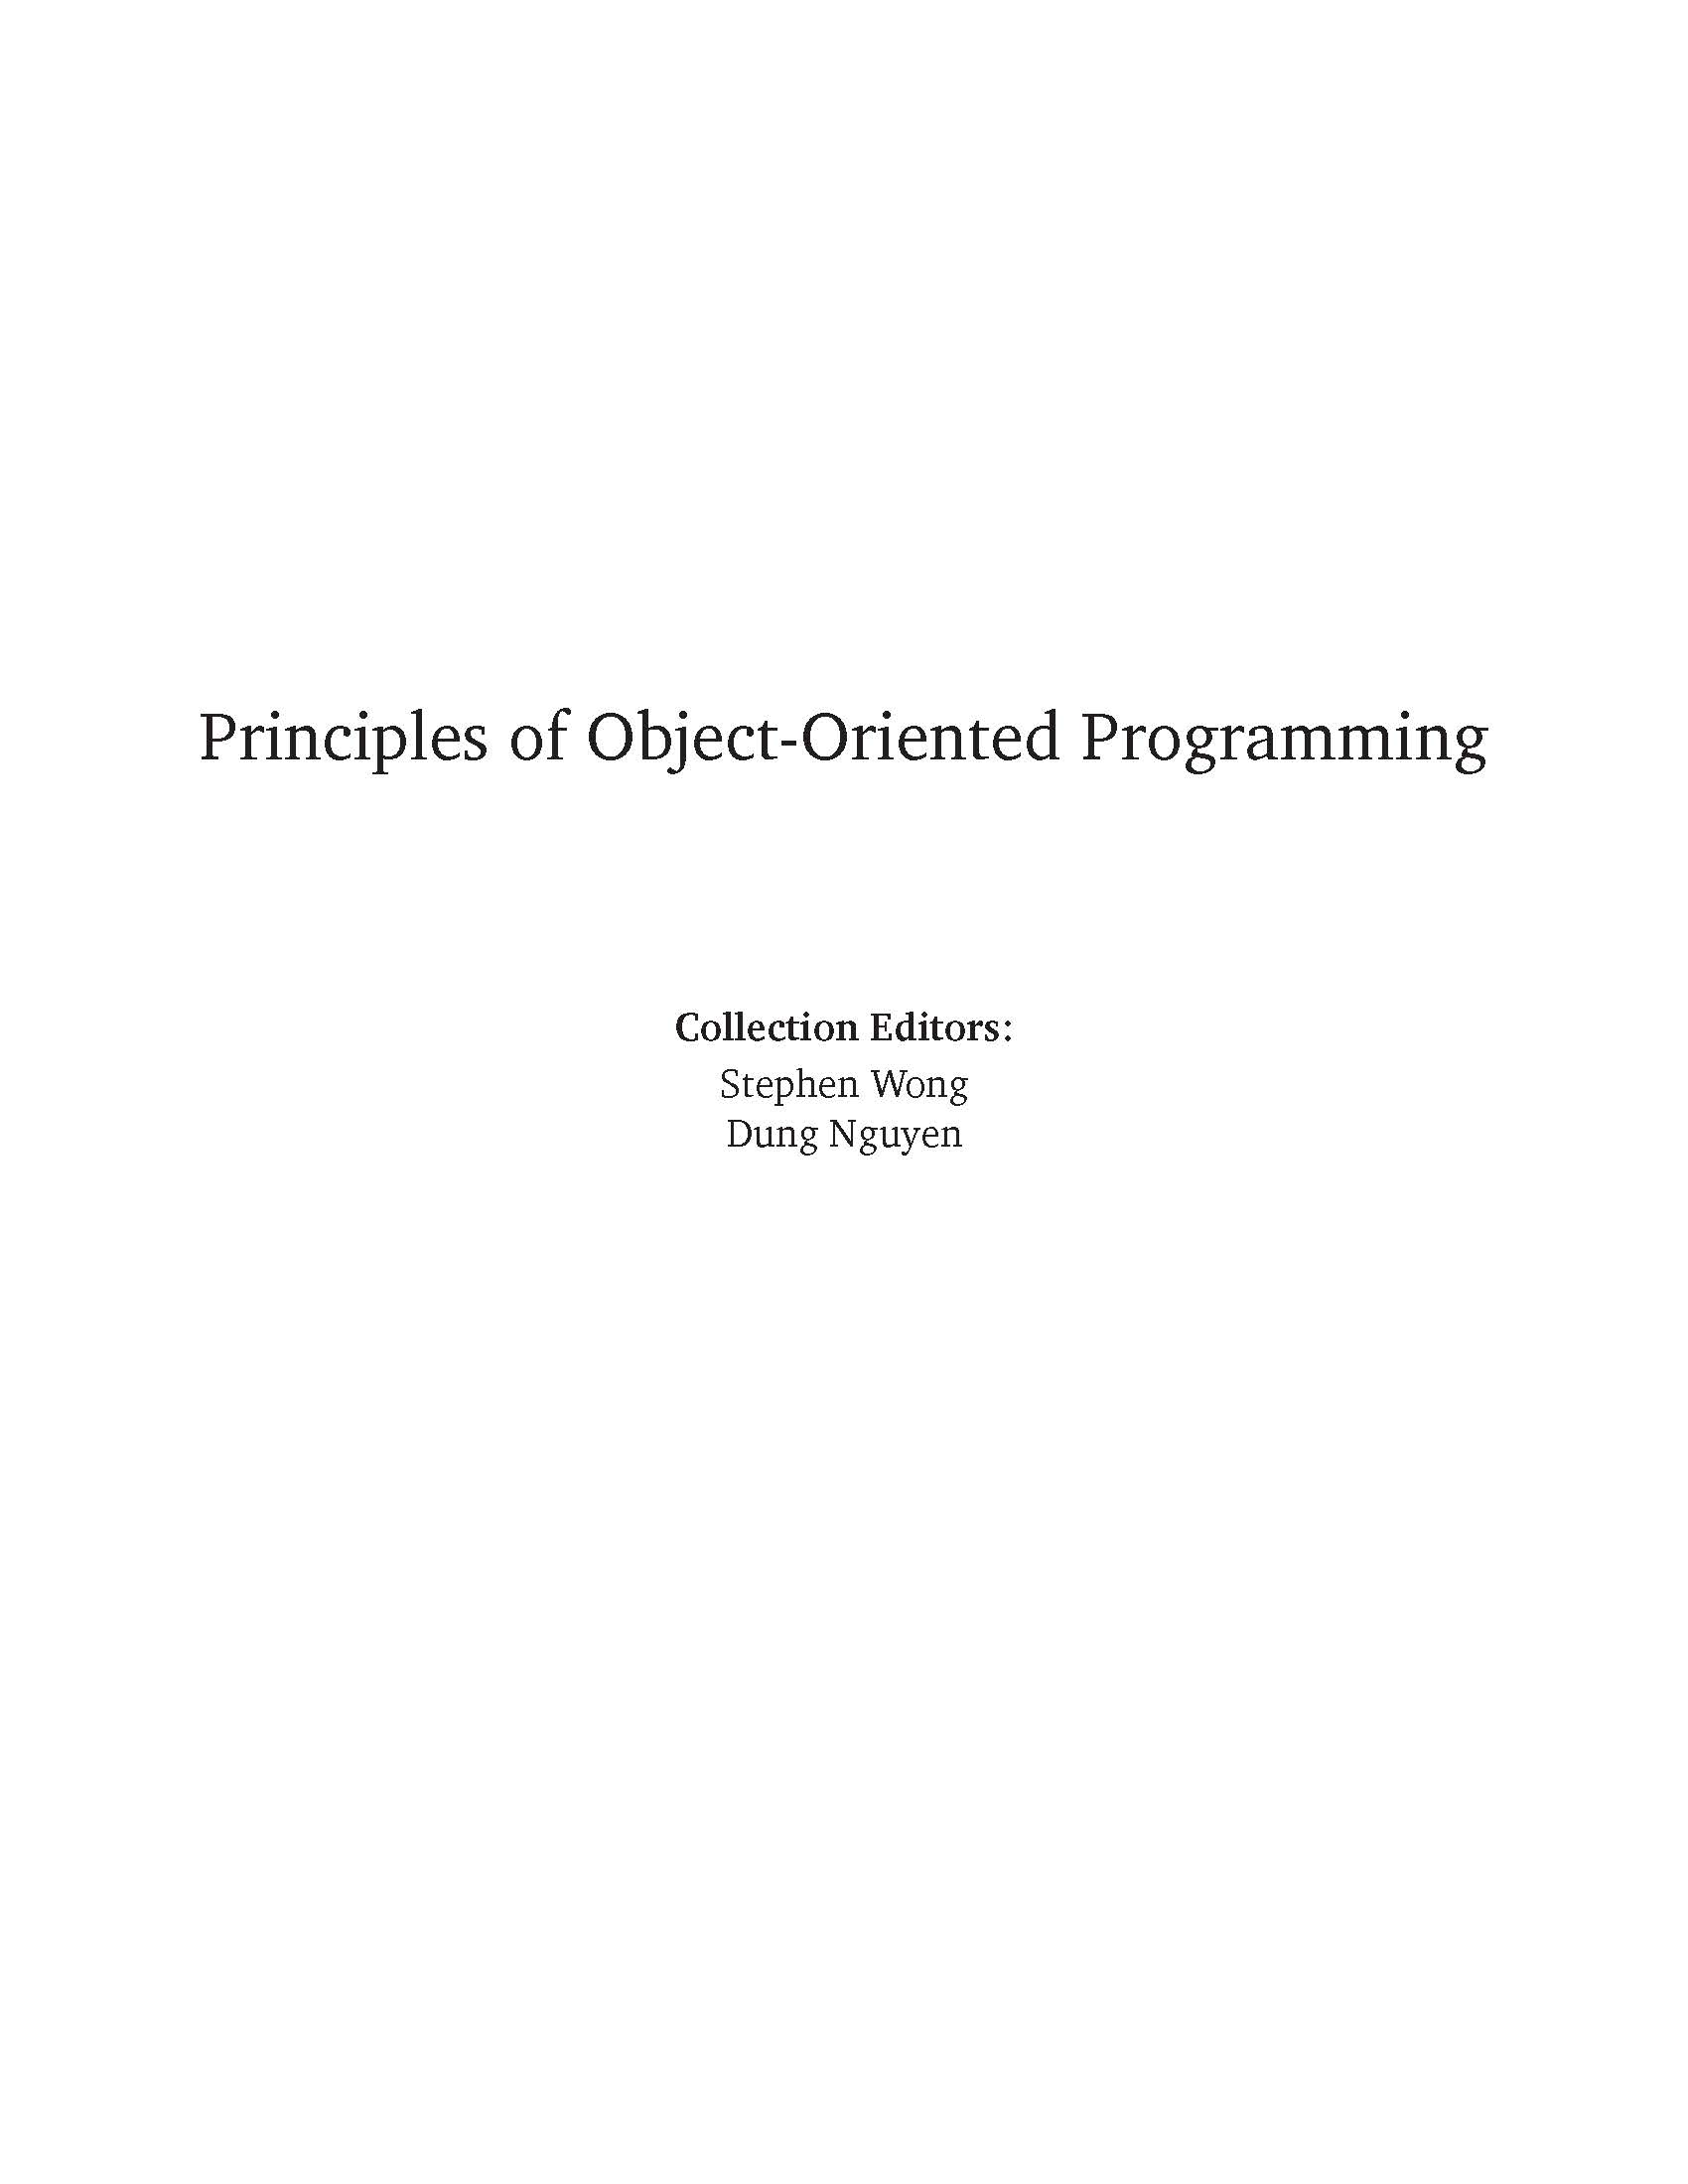 Principles of Object-Oriented Programming
Collection Editors:
Stephen Wong
Dung Nguyen